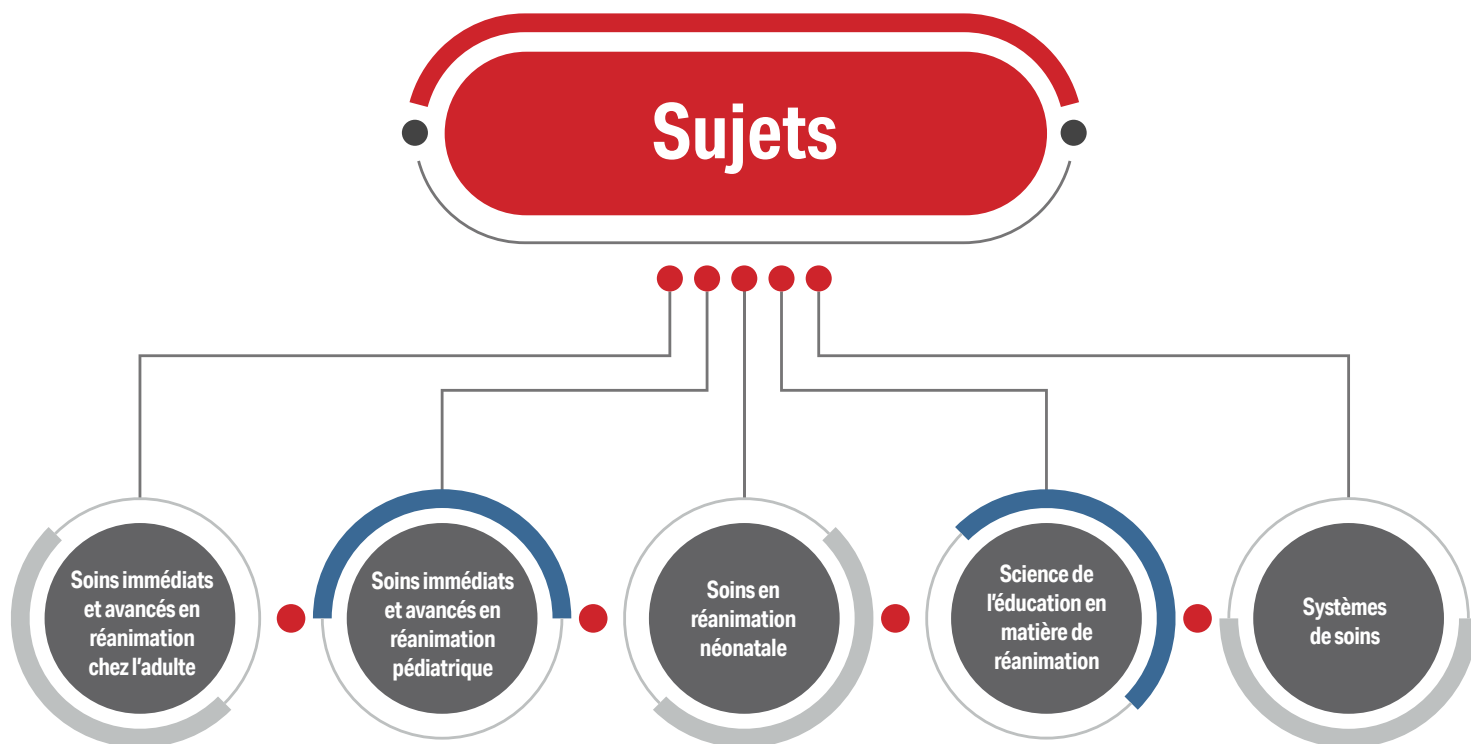 Sujets
Soins immédiats
et avancés en
réanimation
chez l'adulte
Soins immédiats
et avancés en
réanimation
pédiatrique
Soins en
réanimation
néonatale
Science de
l'éducation en
matière de
réanimation
Systèmes
de soins